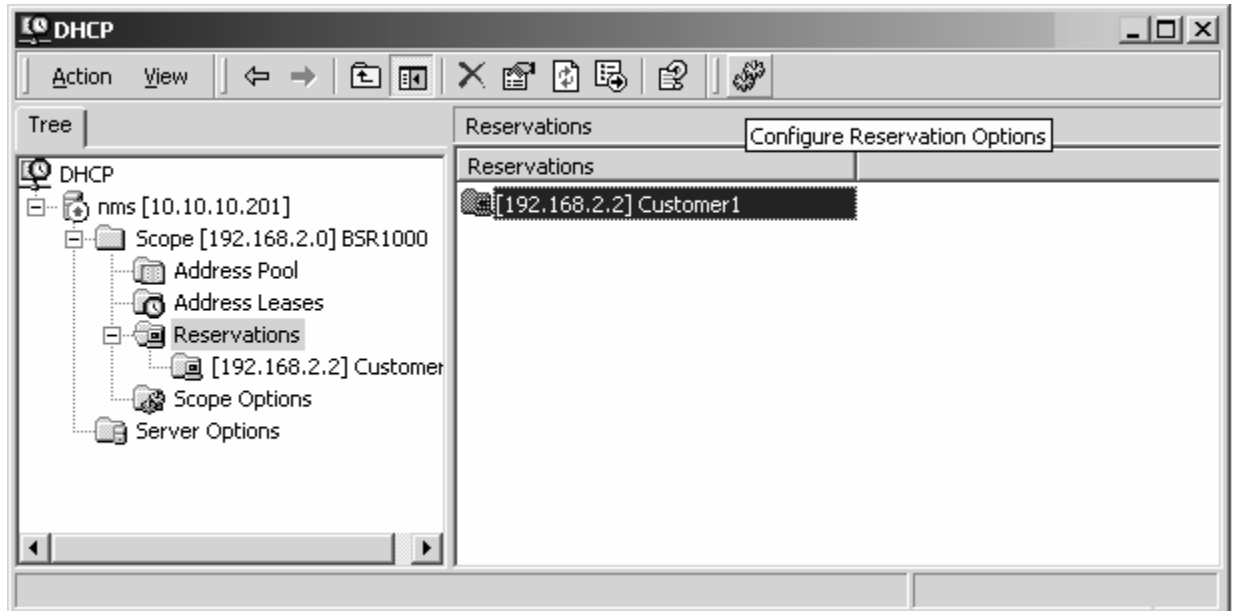 DHCP
Action View
Tree
Reservations
Configure Reservation Options
DHCP
nms [10.10.10.201]
Scope [192.168.2.0] BSR1000
Address Pool
Address Leases
Reservations
[192.168.2.2] Customer
Scope Options
Server Options
Reservations
[192.168.2.2] Customer1